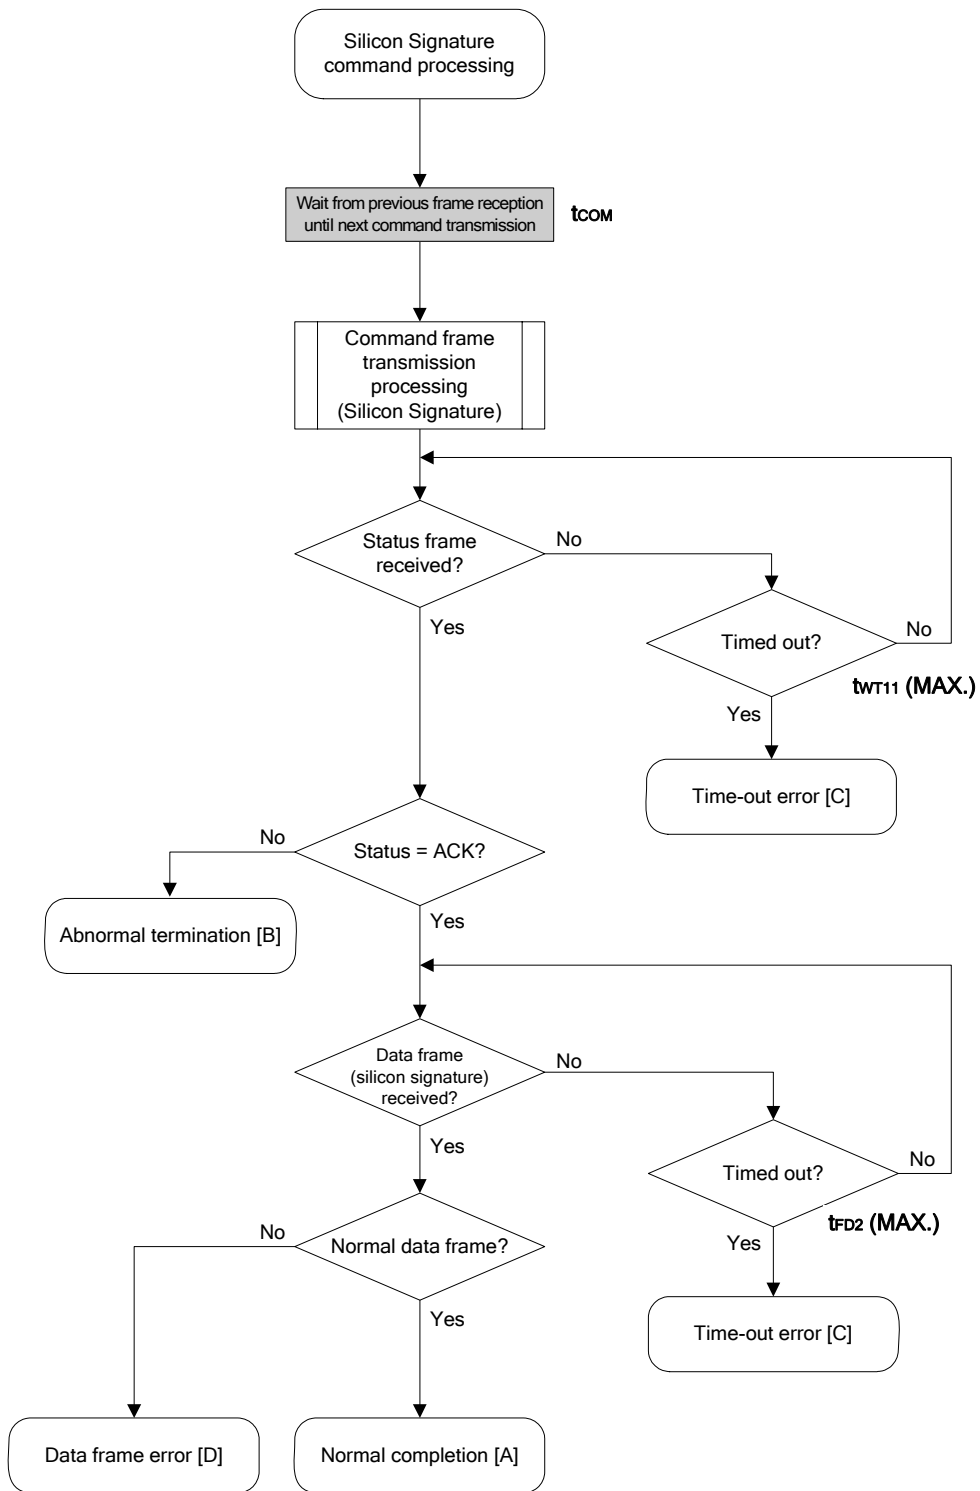 Silicon Signature
command processing
Wait from previous frame reception
until next command transmission
tCOM
Command frame
transmission
processing
(Silicon Signature)
Status frame
received?
No
Yes
Timed out?
No
tWT11 (MAX.)
Yes
Time-out error [C]
No
Status = ACK?
Yes
Abnormal termination [B]
Data frame
(silicon signature)
received?
No
Yes
Timed out?
No
tFD2 (MAX.)
Yes
No
Normal data frame?
Yes
Time-out error [C]
Data frame error [D]
Normal completion [A]